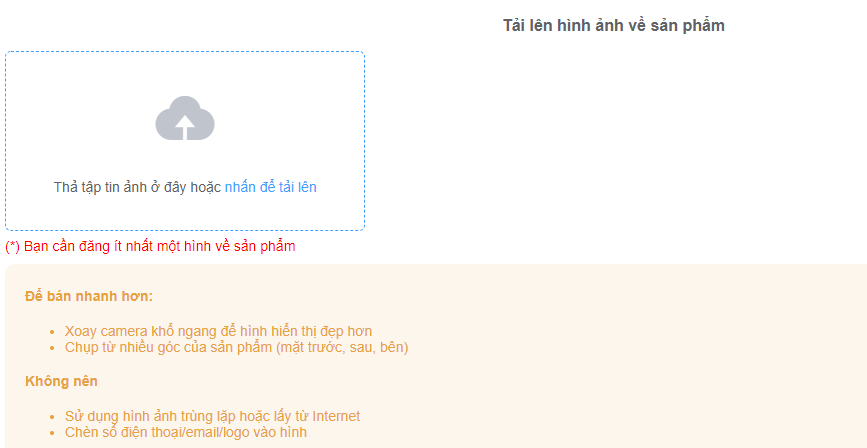 Tải lên hình ảnh về sản phẩm
Thả tập tin ảnh ở đây hoặc nhấn để tải lên
(*) Bạn cần đăng ít nhất một hình về sản phẩm
Để bán nhanh hơn:
• Xoay camera khổ ngang để hình hiển thị đẹp hơn
• Chụp từ nhiều góc của sản phẩm (mặt trước, sau, bên)
Không nên
• Sử dụng hình ảnh trùng lặp hoặc lấy từ Internet
• Chèn số điện thoại/email/logo vào hình